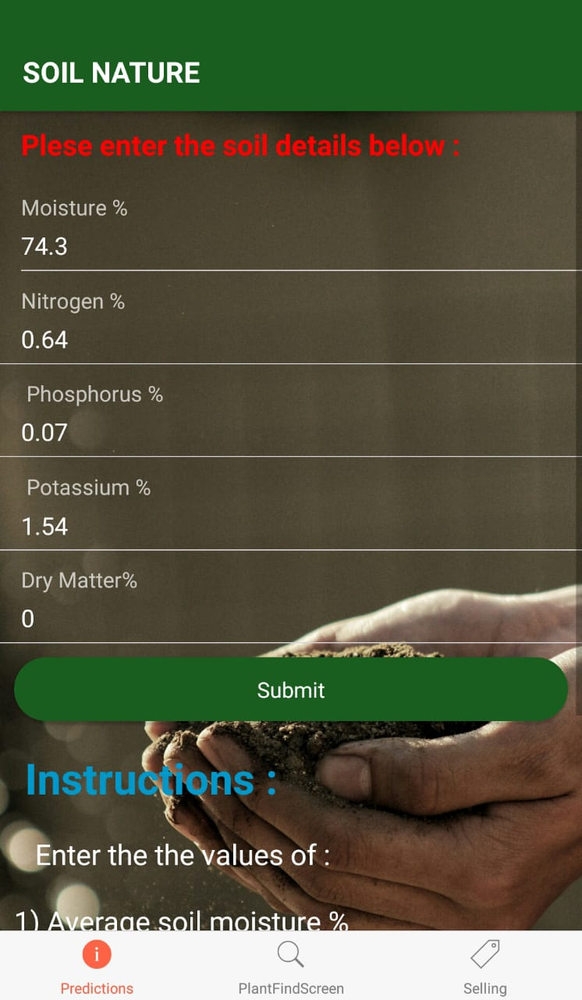 SOIL NATURE
Plese enter the soil details below :
Moisture %
74.3
Nitrogen %
0.64
Phosphorus %
0.07
Potassium %
1.54
Dry Matter%
0
Submit
Instructions :
Enter the the values of :
1) Average soil moisture %
i
Predictions
PlantFindScreen
Selling